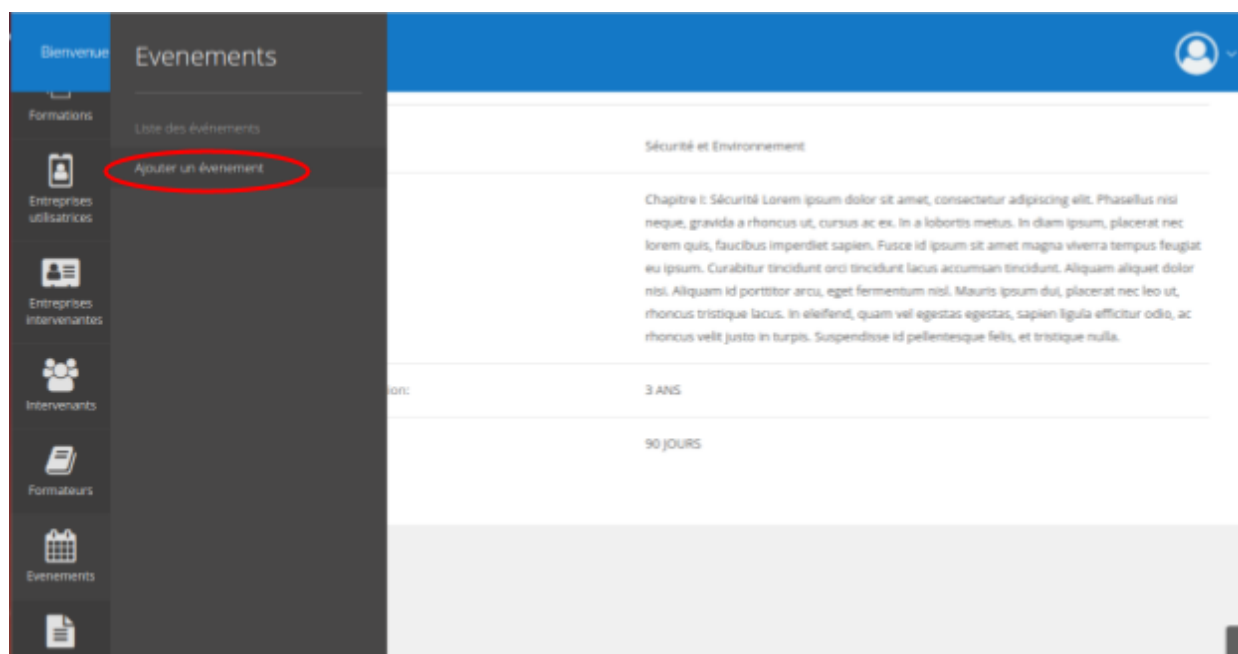 Bienvenue
Evenements
Formations
Liste des événements
Ajouter un évenement
Entreprises
utilisatrices
Entreprises
intervenantes
Intervenants
Formateurs
Evenements
Sécurité et Environnement
Chapitre I: Sécurité Lorem ipsum dolor sit amet, consectetur adipiscing elit. Phasellus nisi
neque, gravida a rhoncus ut, cursus ac ex. In a lobortis metus. In diam ipsum, placerat nec
lorem quis, faucibus imperdiet sapien. Fusce id ipsum sit amet magna viverra tempus feugiat
eu ipsum. Curabitur tincidunt orci tincidunt lacus accumsan tincidunt. Aliquam aliquet dolor
nisi. Aliquam id porttitor arcu, eget fermentum nisl. Mauris ipsum dui, placerat nec leo ut,
rhoncus tristique lacus. In eleifend, quam vel egestas egestas, sapien ligula efficitur odio, ac
rhoncus velit justo in turpis. Suspendisse id pellentesque felis, et tristique nulla.
ion:
3 ANS
90 JOURS